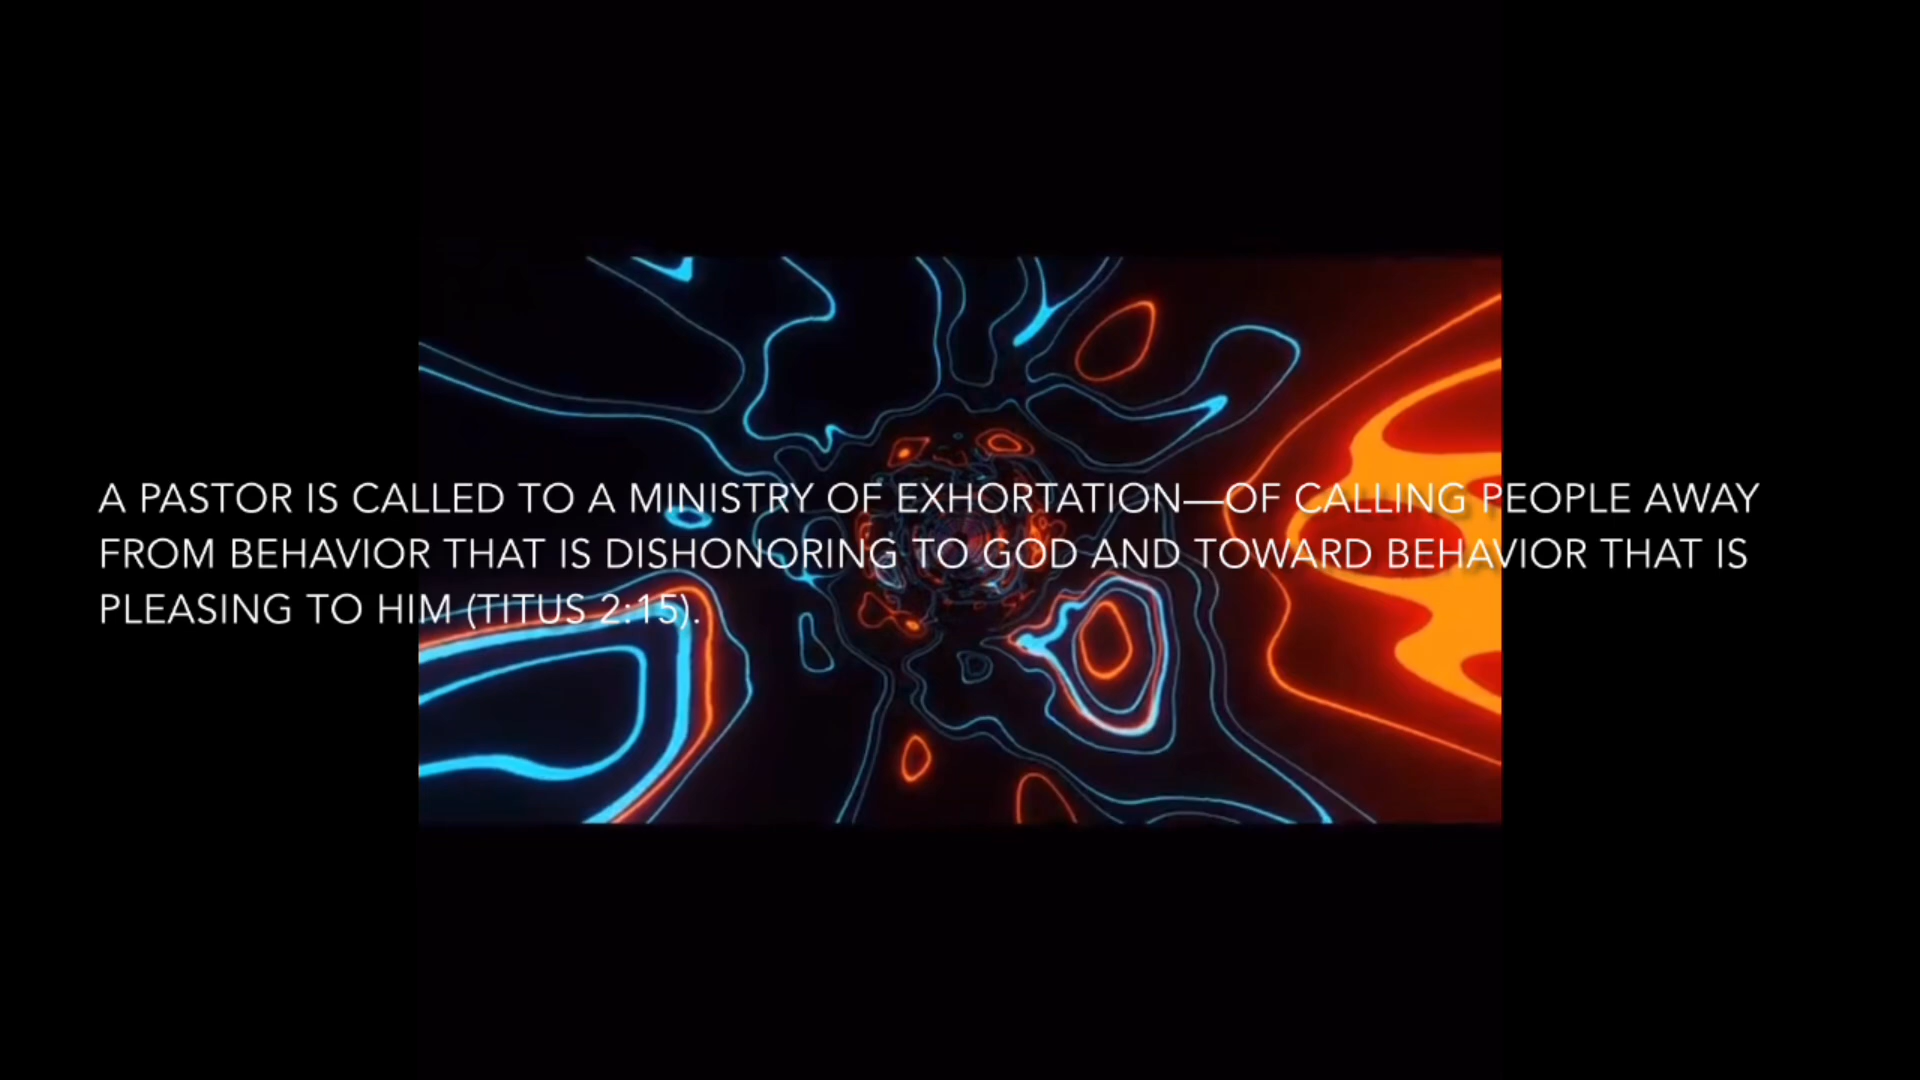 A PASTOR IS CALLED TO A MINISTRY OF EXHORTATION—OF CALLING PEOPLE AWAY
FROM BEHAVIOR THAT IS DISHONORING TO GOD AND TOWARD BEHAVIOR THAT IS
PLEASING TO HIM (TITUS 2:15).